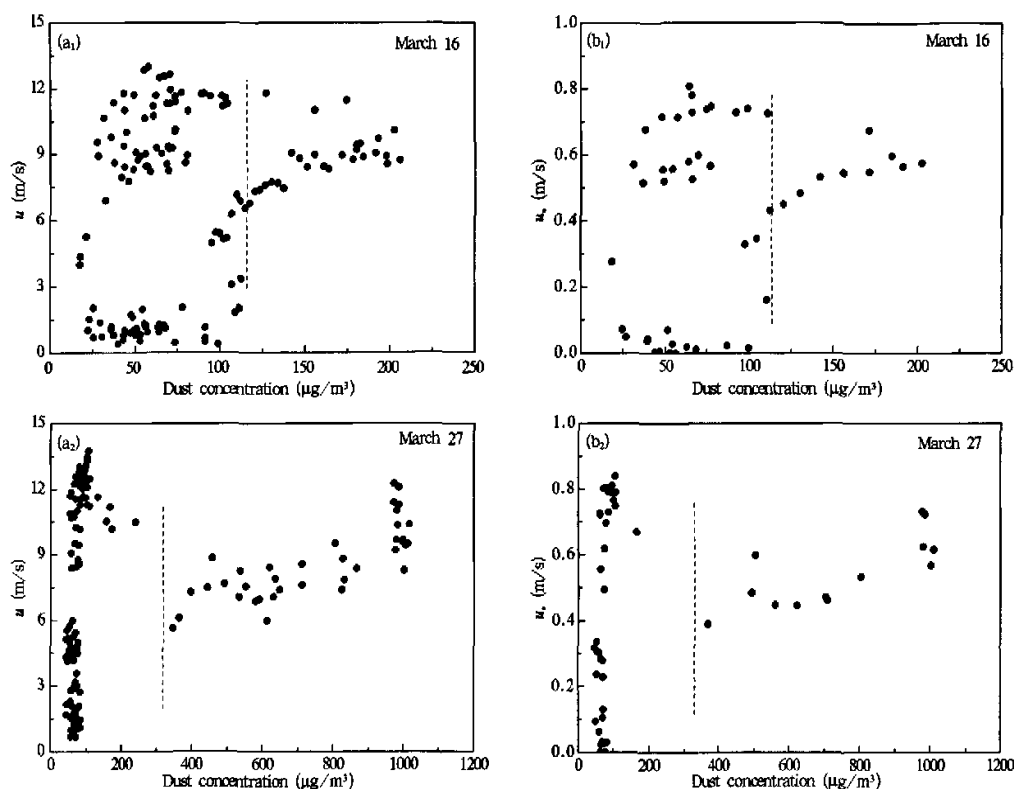 (a₁) March 16
15
12
9
6
3
0
u (m/s)
0 50 100 150 200 250
Dust concentration (μg/m³)
(b₁) March 16
1.0
0.8
0.6
0.4
0.2
0.0
u* (m/s)
0 50 100 150 200 250
Dust concentration (μg/m³)
(a₂) March 27
15
12
9
6
3
0
u (m/s)
0 200 400 600 800 1000 1200
Dust concentration (μg/m³)
(b₂) March 27
1.0
0.8
0.6
0.4
0.2
0.0
u* (m/s)
0 200 400 600 800 1000 1200
Dust concentration (μg/m³)